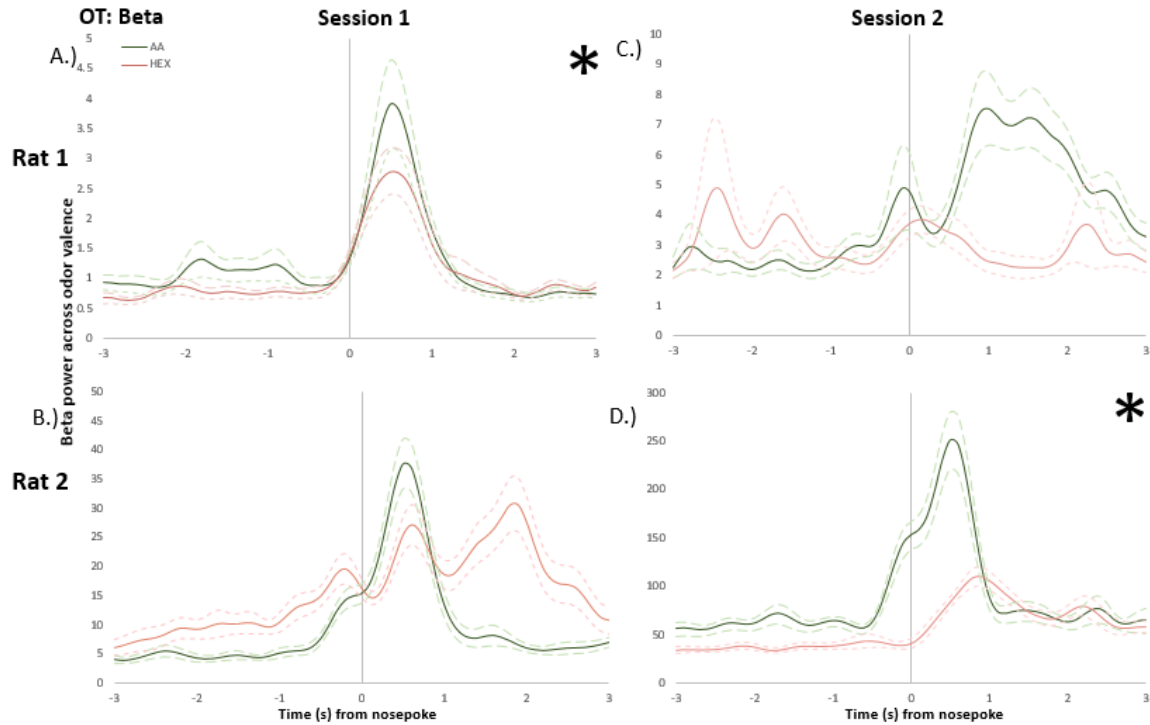 OT: Beta
Session 1
Session 2
A.)
AA
HEX
*
5
4.5
4
3.5
3
2.5
2
1.5
1
0.5
0
-3 -2 -1 0 1 2 3
C.)
10
9
8
7
6
5
4
3
2
1
0
-3 -2 -1 0 1 2 3
Rat 1
Beta power across odor valence
B.)
50
45
40
35
30
25
20
15
10
5
0
-3 -2 -1 0 1 2 3
Time (s) from nosepoke
D.)
*
300
250
200
150
100
50
0
-3 -2 -1 0 1 2 3
Time (s) from nosepoke
Rat 2